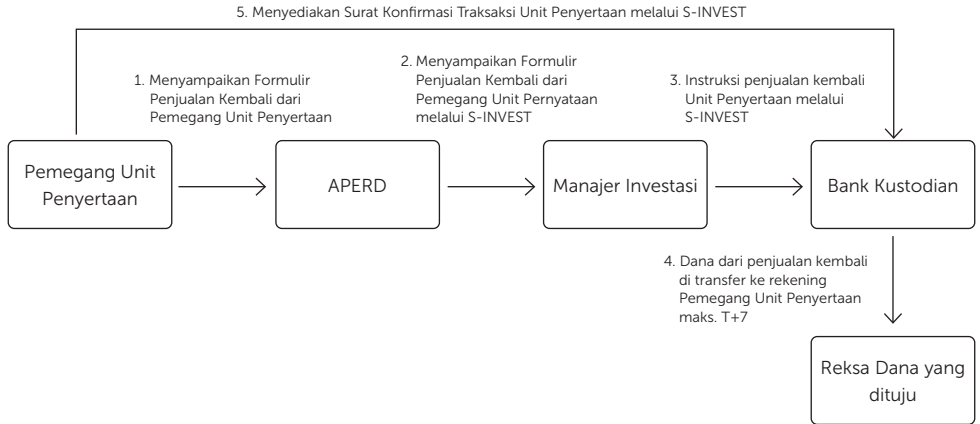 5. Menyediakan Surat Konfirmasi Traksaksi Unit Penyertaan melalui S-INVEST
1. Menyampaikan Formulir
Penjualan Kembali dari
Pemegang Unit Penyertaan
2. Menyampaikan Formulir
Penjualan Kembali dari
Pemegang Unit Pernyataan
melalui S-INVEST
3. Instruksi penjualan kembali
Unit Penyertaan melalui
S-INVEST
Pemegang Unit
Penyertaan
APERD
Manajer Investasi
Bank Kustodian
4. Dana dari penjualan kembali
di transfer ke rekening
Pemegang Unit Penyertaan
maks. T+7
Reksa Dana yang
dituju